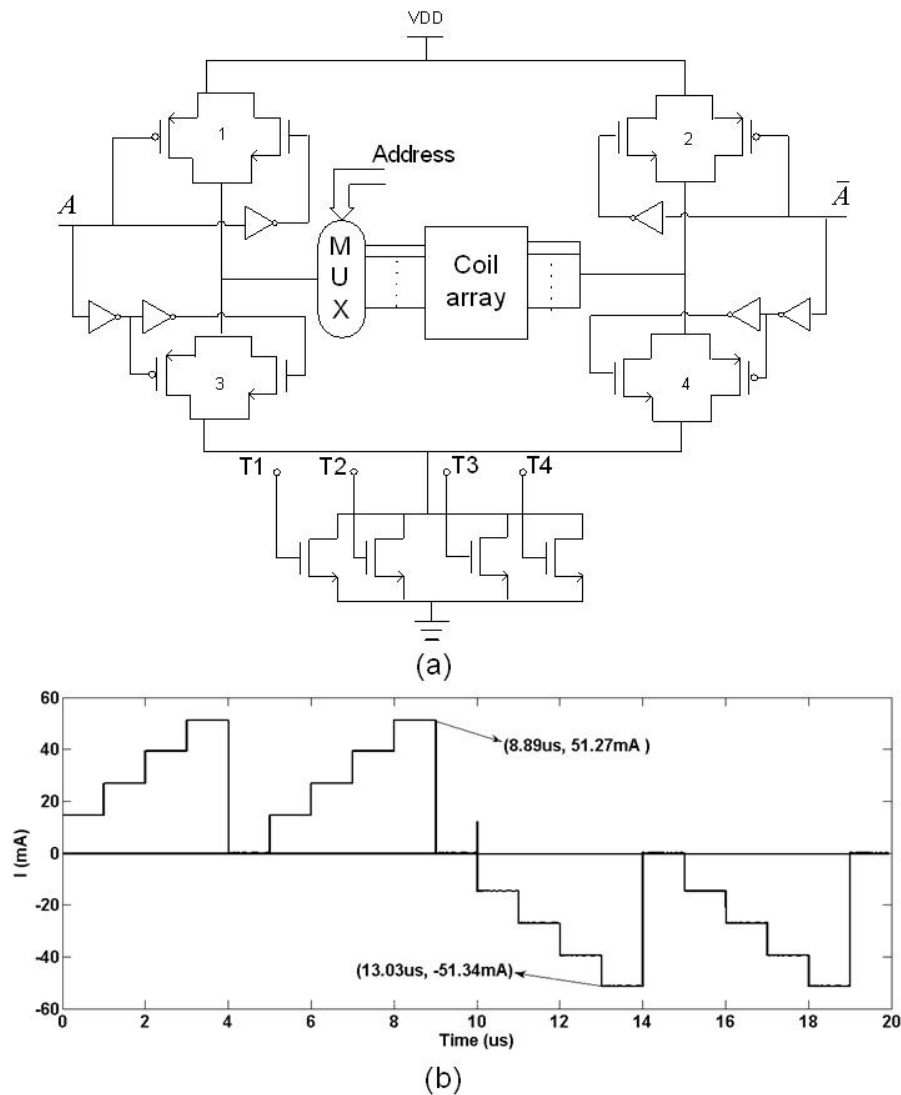 VDD
1
2
Address
A
A̅
M
U
X
Coil
array
3
4
T1
T2
T3
T4
(a)
60
40
20
0
-20
-40
-60
I (mA)
(8.89us, 51.27mA )
(13.03us, -51.34mA)
0 2 4 6 8 10 12 14 16 18 20
Time (us)
(b)